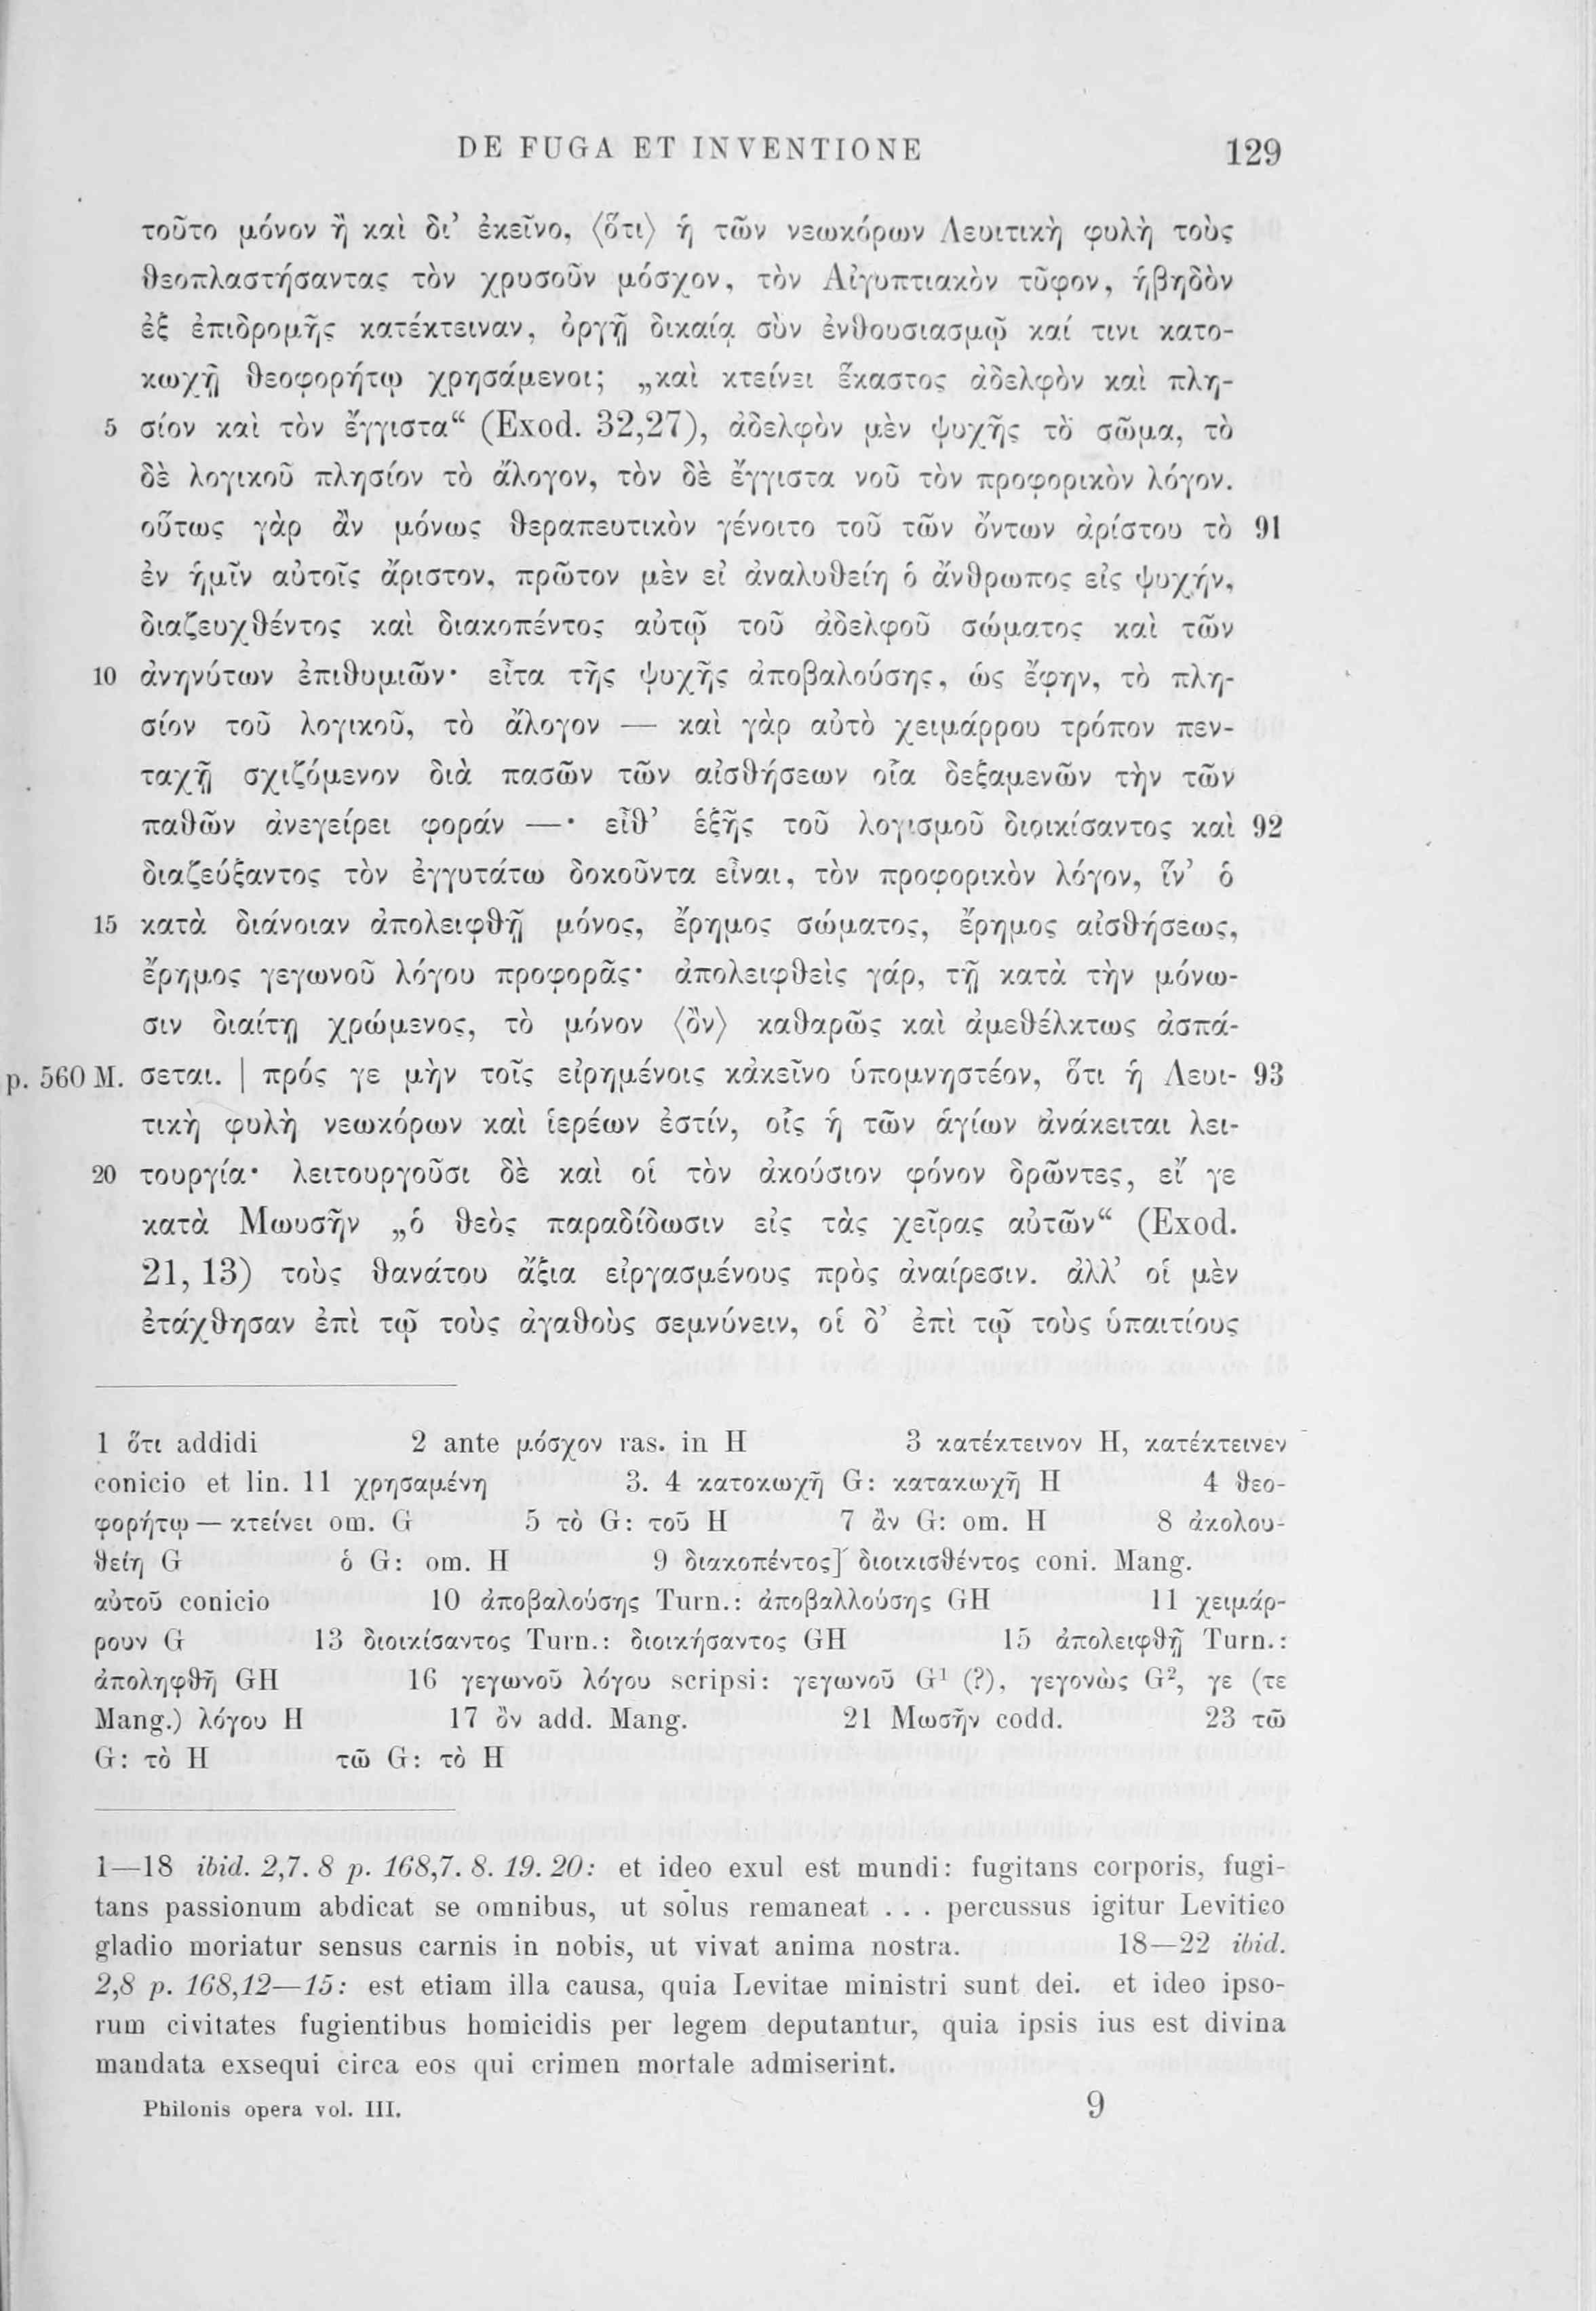 DE FUGA ET INVENTIONE 129
τοῦτο μόνον ἢ καὶ δι’ ἐκεῖνο, ⟨ὅτι⟩ ἡ τῶν νεωκόρων Λευιτικὴ φυλὴ τοὺς
θεοπλαστήσαντας τὸν χρυσοῦν μόσχον, τὸν Αἰγυπτιακὸν τῦφον, ἡβηδὸν
ἐξ ἐπιδρομῆς κατέκτειναν, ὀργῇ δικαίᾳ σὺν ἐνθουσιασμῷ καί τινι κατο-
κωχῇ θεοφορήτῳ χρησάμενοι; „καὶ κτείνει ἕκαστος ἀδελφὸν καὶ πλη-
5 σίον καὶ τὸν ἔγγιστα“ (Exod. 32,27), ἀδελφὸν μὲν ψυχῆς τὸ σῶμα, τὸ
δὲ λογικοῦ πλησίον τὸ ἄλογον, τὸν δὲ ἔγγιστα νοῦ τὸν προφορικὸν λόγον.
οὕτως γὰρ ἂν μόνως θεραπευτικὸν γένοιτο τοῦ τῶν ὄντων ἀρίστου τὸ 91
ἐν ἡμῖν αὐτοῖς ἄριστον, πρῶτον μὲν εἰ ἀναλυθείη ὁ ἄνθρωπος εἰς ψυχήν,
διαζευχθέντος καὶ διακοπέντος αὐτῷ τοῦ ἀδελφοῦ σώματος καὶ τῶν
10 ἀνηνύτων ἐπιθυμιῶν· εἶτα τῆς ψυχῆς ἀποβαλούσης, ὡς ἔφην, τὸ πλη-
σίον τοῦ λογικοῦ, τὸ ἄλογον — καὶ γὰρ αὐτὸ χειμάρρου τρόπον πεν-
ταχῇ σχιζόμενον διὰ πασῶν τῶν αἰσθήσεων οἷα δεξαμενῶν τὴν τῶν
παθῶν ἀνεγείρει φοράν —· εἶθ’ ἑξῆς τοῦ λογισμοῦ διοικίσαντος καὶ 92
διαζεύξαντος τὸν ἐγγυτάτω δοκοῦντα εἶναι, τὸν προφορικὸν λόγον, ἵν’ ὁ
15 κατὰ διάνοιαν ἀπολειφθῇ μόνος, ἔρημος σώματος, ἔρημος αἰσθήσεως,
ἔρημος γεγωνοῦ λόγου προφορᾶς· ἀπολειφθεὶς γάρ, τῇ κατὰ τὴν μόνω-
σιν διαίτῃ χρώμενος, τὸ μόνον ⟨ὂν⟩ καθαρῶς καὶ ἀμεθέλκτως ἀσπά-
p. 560 M. σεται. | πρός γε μὴν τοῖς εἰρημένοις κἀκεῖνο ὑπομνηστέον, ὅτι ἡ Λευι- 93
τικὴ φυλὴ νεωκόρων καὶ ἱερέων ἐστίν, οἷς ἡ τῶν ἁγίων ἀνάκειται λει-
20 τουργία· λειτουργοῦσι δὲ καὶ οἱ τὸν ἀκούσιον φόνον δρῶντες, εἴ γε
κατὰ Μωυσῆν „ὁ θεὸς παραδίδωσιν εἰς τὰς χεῖρας αὐτῶν“ (Exod.
21, 13) τοὺς θανάτου ἄξια εἰργασμένους πρὸς ἀναίρεσιν. ἀλλ’ οἱ μὲν
ἐτάχθησαν ἐπὶ τῷ τοὺς ἀγαθοὺς σεμνύνειν, οἱ δ’ ἐπὶ τῷ τοὺς ὑπαιτίους
1 ὅτι addidi 2 ante μόσχον ras. in H 3 κατέκτεινον H, κατέκτεινεν
conicio et lin. 11 χρησαμένη 3. 4 κατοκωχῇ G: κατακωχῇ H 4 θεο-
φορήτῳ — κτείνει om. G 5 τὸ G: τοῦ H 7 ἂν G: om. H 8 ἀκολου-
θείη G ὁ G: om. H 9 διακοπέντος] διοικισθέντος coni. Mang.
αὐτοῦ conicio 10 ἀποβαλούσης Turn.: ἀποβαλλούσης GH 11 χειμάρ-
ρουν G 13 διοικίσαντος Turn.: διοικήσαντος GH 15 ἀπολειφθῇ Turn.:
ἀποληφθῆ GH 16 γεγωνοῦ λόγου scripsi: γεγωνοῦ G¹ (?), γεγονὼς G², γε (τε
Mang.) λόγου H 17 ὂν add. Mang. 21 Μωσῆν codd. 23 τῶ
G: τὸ H τῶ G: τὸ H
1—18 ibid. 2,7. 8 p. 168,7. 8. 19. 20: et ideo exul est mundi: fugitans corporis, fugi-
tans passionum abdicat se omnibus, ut solus remaneat . . . percussus igitur Levitico
gladio moriatur sensus carnis in nobis, ut vivat anima nostra. 18—22 ibid.
2,8 p. 168,12—15: est etiam illa causa, quia Levitae ministri sunt dei. et ideo ipso-
rum civitates fugientibus homicidis per legem deputantur, quia ipsis ius est divina
mandata exsequi circa eos qui crimen mortale admiserint.
Philonis opera vol. III. 9